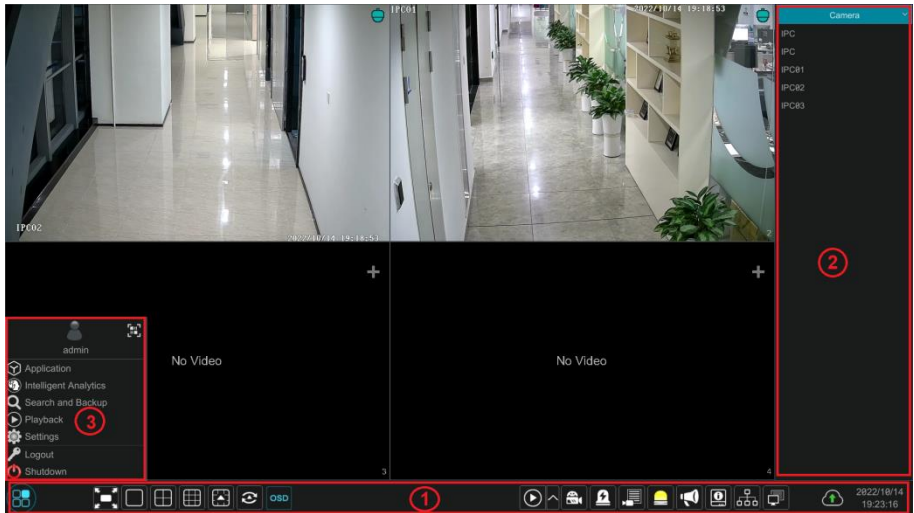 IPC01
2022/10/14 19:18:53
Camera
IPC
IPC
IPC01
IPC02
IPC03
IPC02
2022/10/14 19:18:53
2
2
admin
Application
Intelligent Analytics
Search and Backup
Playback
3
Settings
Logout
Shutdown
No Video
3
No Video
4
OSD
1
2022/10/14
19:23:16